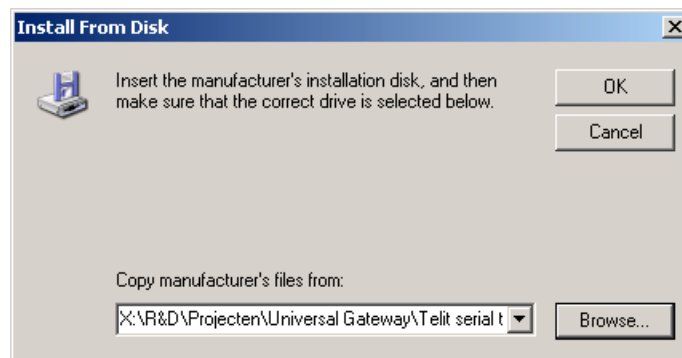 Install From Disk
Insert the manufacturer's installation disk, and then
make sure that the correct drive is selected below.
OK
Cancel
Copy manufacturer's files from:
X:\R&D\Projecten\Universal Gateway\Telit serial t
Browse...